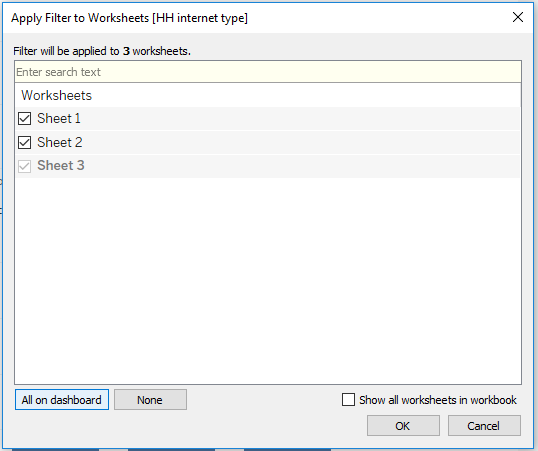 Apply Filter to Worksheets [HH internet type]
Filter will be applied to 3 worksheets.
Enter search text
Worksheets
Sheet 1
Sheet 2
Sheet 3
All on dashboard
None
Show all worksheets in workbook
OK
Cancel